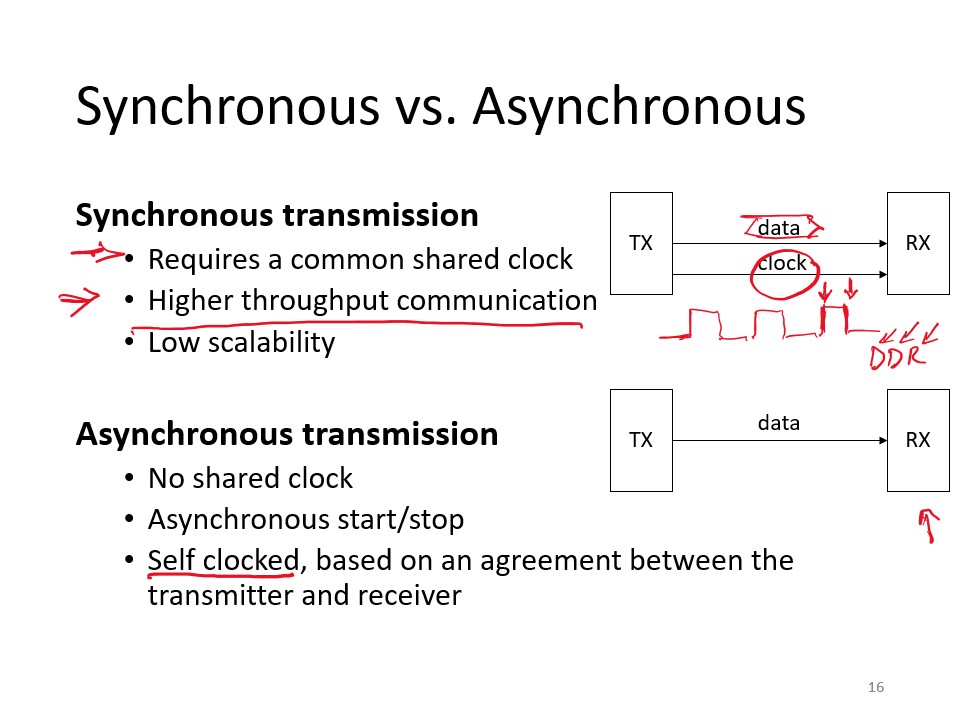 Synchronous vs. Asynchronous
Synchronous transmission
• Requires a common shared clock
• Higher throughput communication
• Low scalability
TX
data
clock
RX
DDR
Asynchronous transmission
• No shared clock
• Asynchronous start/stop
• Self clocked, based on an agreement between the
transmitter and receiver
TX
data
RX
16